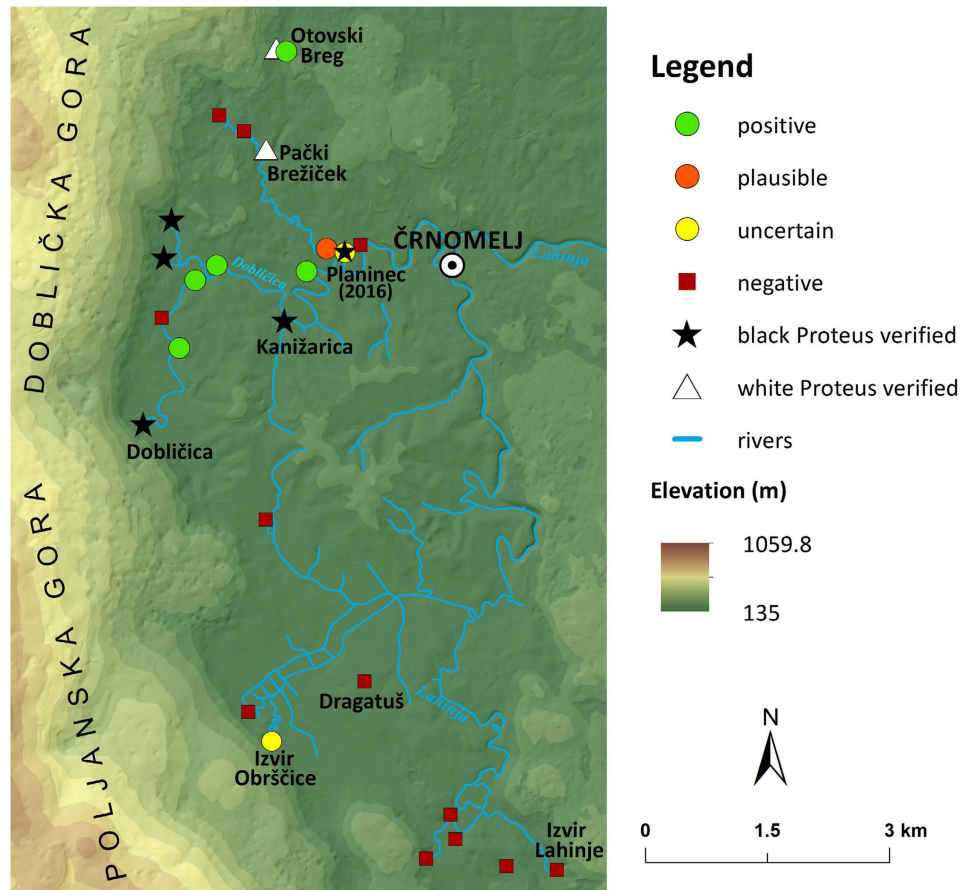 Otovski
Breg
DOBLIČKA GORA
Pački
Brežiček
ČRNOMELJ
Lahinja
Dobličica
Planinec
(2016)
Kanižarica
Dobličica
POLJANSKA GORA
Dragatuš
Lahinja
Izvir
Obrščice
Izvir
Lahinje
Legend
positive
plausible
uncertain
negative
black Proteus verified
white Proteus verified
rivers
Elevation (m)
1059.8
135
N
0 1.5 3 km